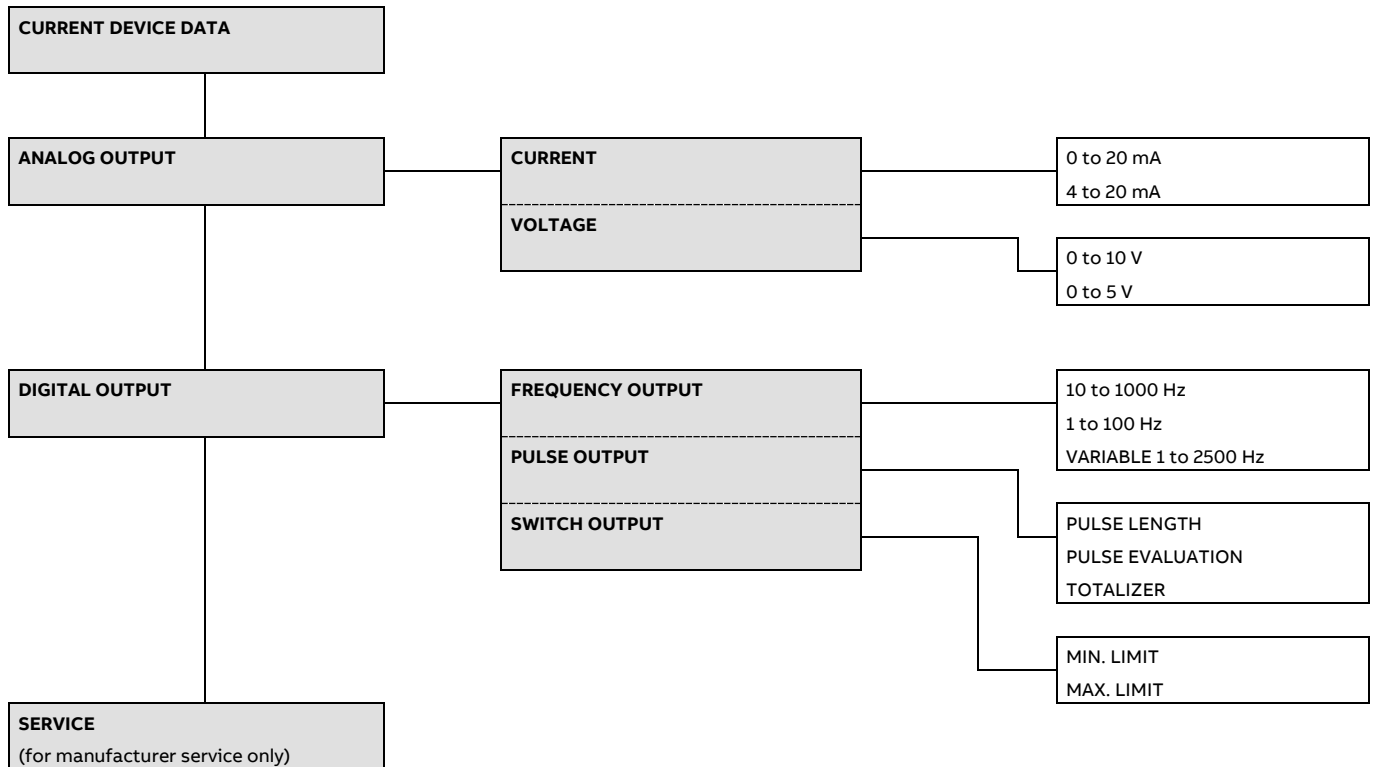 CURRENT DEVICE DATA
ANALOG OUTPUT
CURRENT
VOLTAGE
0 to 20 mA
4 to 20 mA
0 to 10 V
0 to 5 V
DIGITAL OUTPUT
FREQUENCY OUTPUT
PULSE OUTPUT
SWITCH OUTPUT
10 to 1000 Hz
1 to 100 Hz
VARIABLE 1 to 2500 Hz
PULSE LENGTH
PULSE EVALUATION
TOTALIZER
MIN. LIMIT
MAX. LIMIT
SERVICE
(for manufacturer service only)